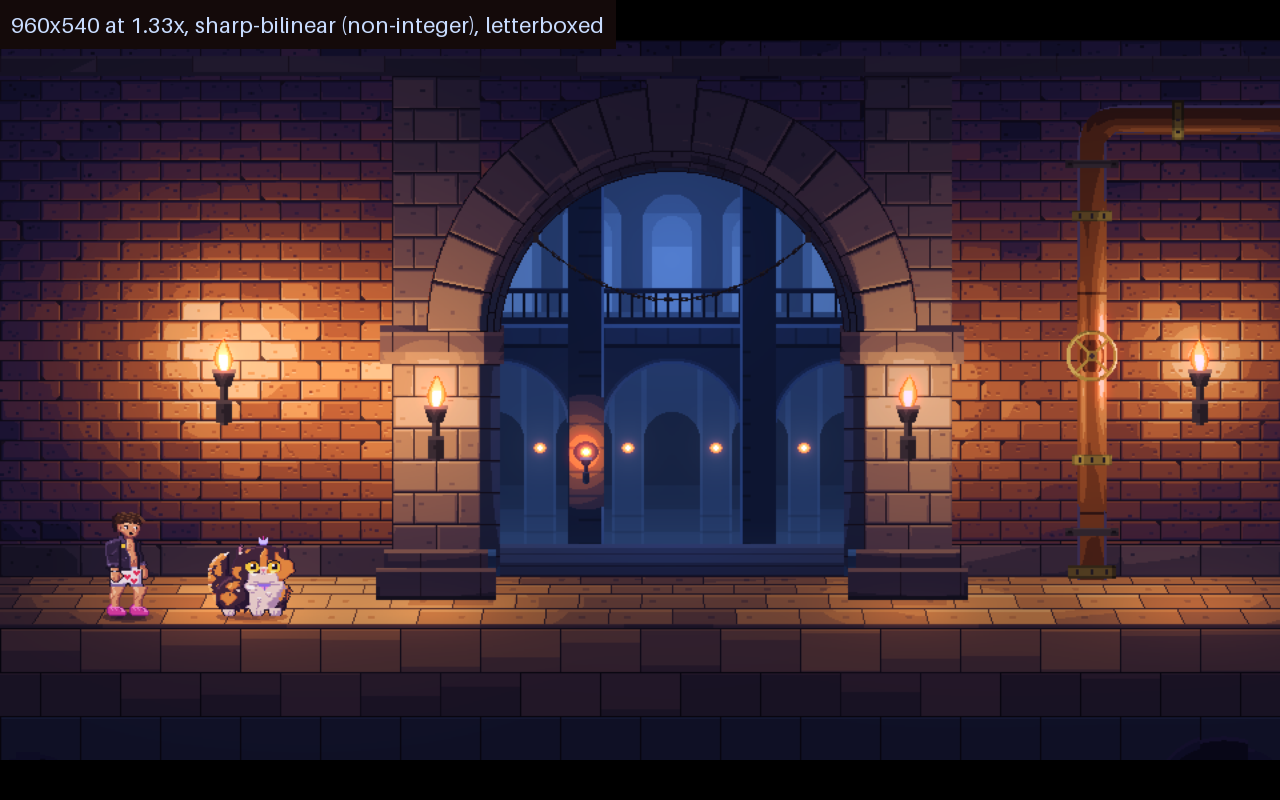 960x540 at 1.33x, sharp-bilinear (non-integer), letterboxed